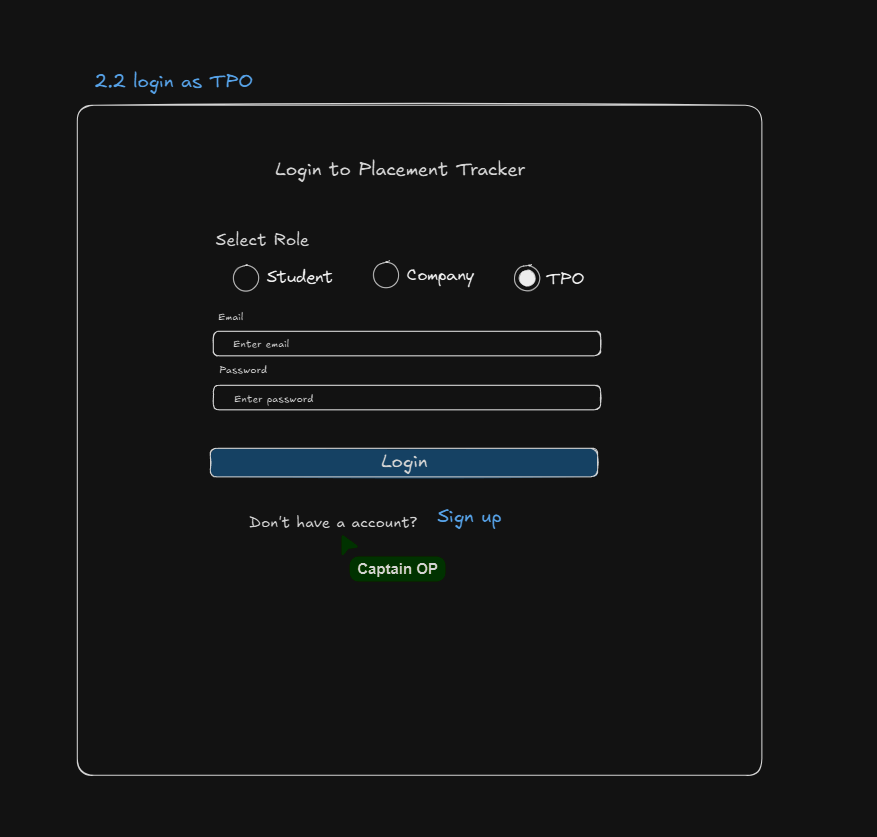 2.2 login as TPO
Login to Placement Tracker
Select Role
Student Company TPO
Email
Enter email
Password
Enter password
Login
Don't have a account? Sign up
Captain OP